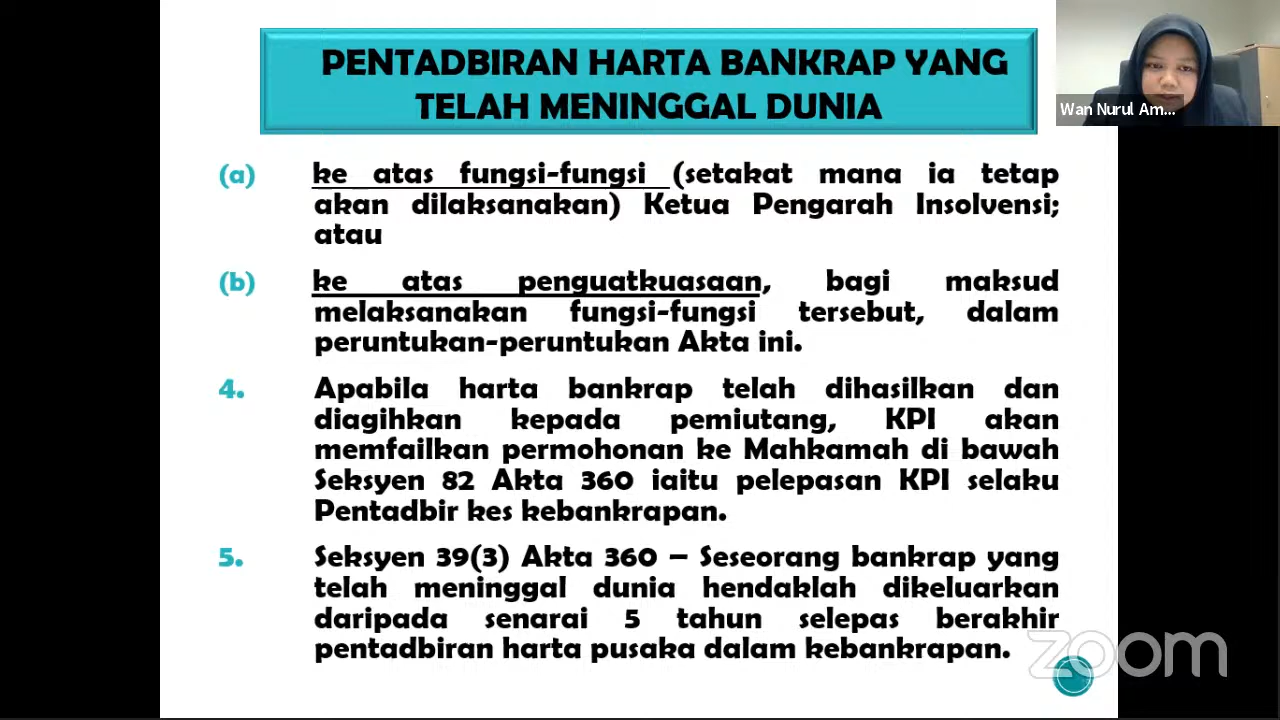 PENTADBIRAN HARTA BANKRAP YANG
TELAH MENINGGAL DUNIA
Wan Nurul Am...
(a) ke atas fungsi-fungsi (setakat mana ia tetap
akan dilaksanakan) Ketua Pengarah Insolvensi;
atau
(b) ke atas penguatkuasaan, bagi maksud
melaksanakan fungsi-fungsi tersebut, dalam
peruntukan-peruntukan Akta ini.
4. Apabila harta bankrap telah dihasilkan dan
diagihkan kepada pemiutang, KPI akan
memfailkan permohonan ke Mahkamah di bawah
Seksyen 82 Akta 360 iaitu pelepasan KPI selaku
Pentadbir kes kebankrapan.
5. Seksyen 39(3) Akta 360 – Seseorang bankrap yang
telah meninggal dunia hendaklah dikeluarkan
daripada senarai 5 tahun selepas berakhir
pentadbiran harta pusaka dalam kebankrapan.
zoom